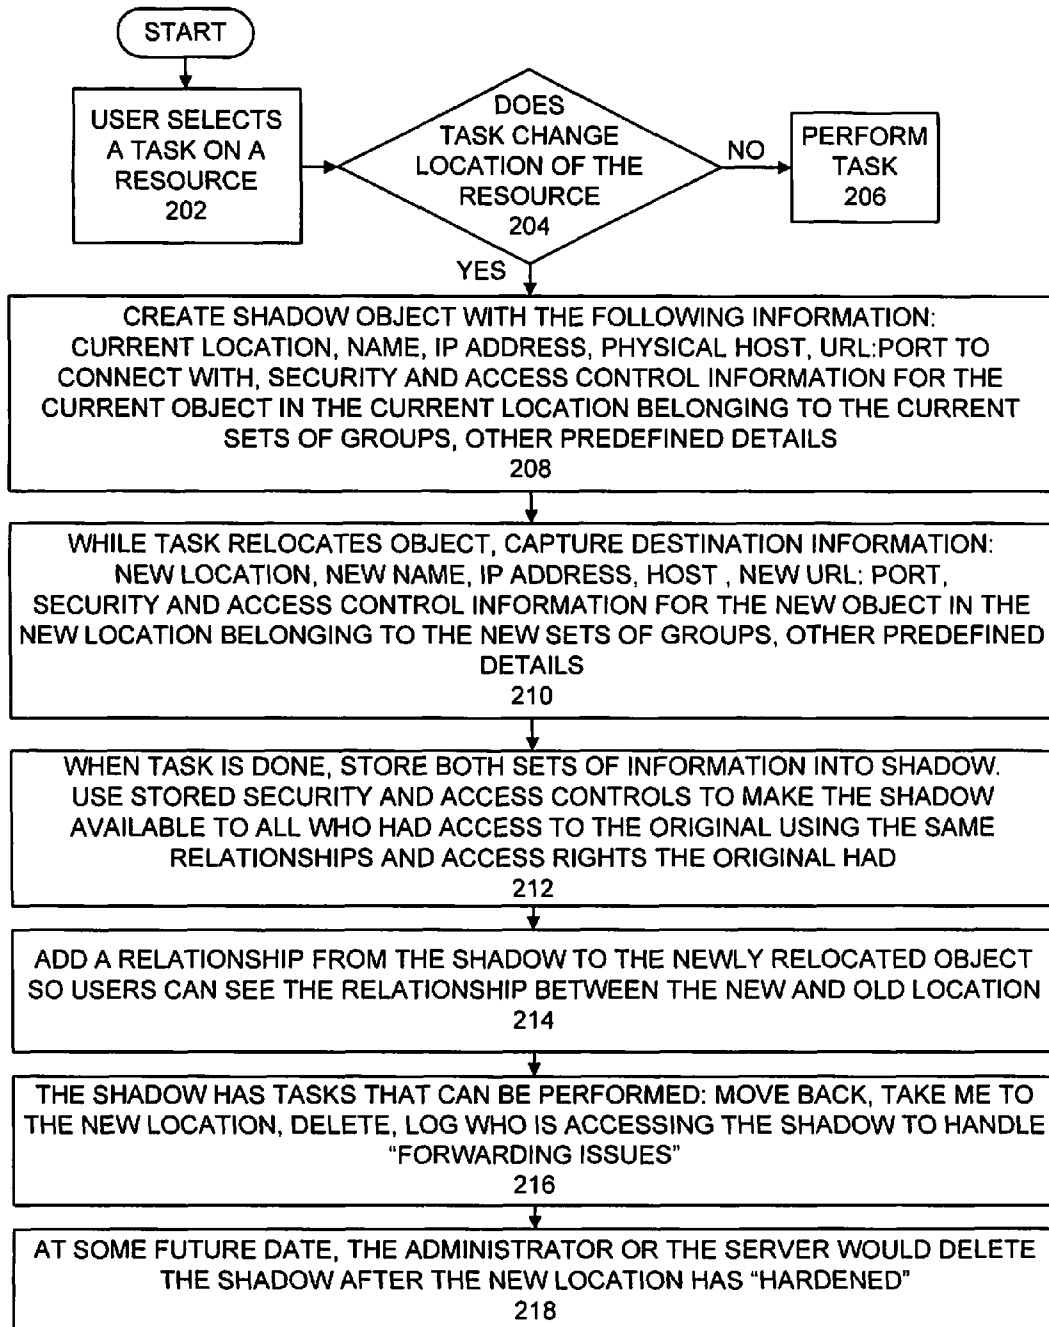 START
USER SELECTS
A TASK ON A
RESOURCE
202
DOES
TASK CHANGE
LOCATION OF THE
RESOURCE
204
NO
PERFORM
TASK
206
YES
CREATE SHADOW OBJECT WITH THE FOLLOWING INFORMATION:
CURRENT LOCATION, NAME, IP ADDRESS, PHYSICAL HOST, URL:PORT TO
CONNECT WITH, SECURITY AND ACCESS CONTROL INFORMATION FOR THE
CURRENT OBJECT IN THE CURRENT LOCATION BELONGING TO THE CURRENT
SETS OF GROUPS, OTHER PREDEFINED DETAILS
208
WHILE TASK RELOCATES OBJECT, CAPTURE DESTINATION INFORMATION:
NEW LOCATION, NEW NAME, IP ADDRESS, HOST , NEW URL: PORT,
SECURITY AND ACCESS CONTROL INFORMATION FOR THE NEW OBJECT IN THE
NEW LOCATION BELONGING TO THE NEW SETS OF GROUPS, OTHER PREDEFINED
DETAILS
210
WHEN TASK IS DONE, STORE BOTH SETS OF INFORMATION INTO SHADOW.
USE STORED SECURITY AND ACCESS CONTROLS TO MAKE THE SHADOW
AVAILABLE TO ALL WHO HAD ACCESS TO THE ORIGINAL USING THE SAME
RELATIONSHIPS AND ACCESS RIGHTS THE ORIGINAL HAD
212
ADD A RELATIONSHIP FROM THE SHADOW TO THE NEWLY RELOCATED OBJECT
SO USERS CAN SEE THE RELATIONSHIP BETWEEN THE NEW AND OLD LOCATION
214
THE SHADOW HAS TASKS THAT CAN BE PERFORMED: MOVE BACK, TAKE ME TO
THE NEW LOCATION, DELETE, LOG WHO IS ACCESSING THE SHADOW TO HANDLE
"FORWARDING ISSUES"
216
AT SOME FUTURE DATE, THE ADMINISTRATOR OR THE SERVER WOULD DELETE
THE SHADOW AFTER THE NEW LOCATION HAS "HARDENED"
218